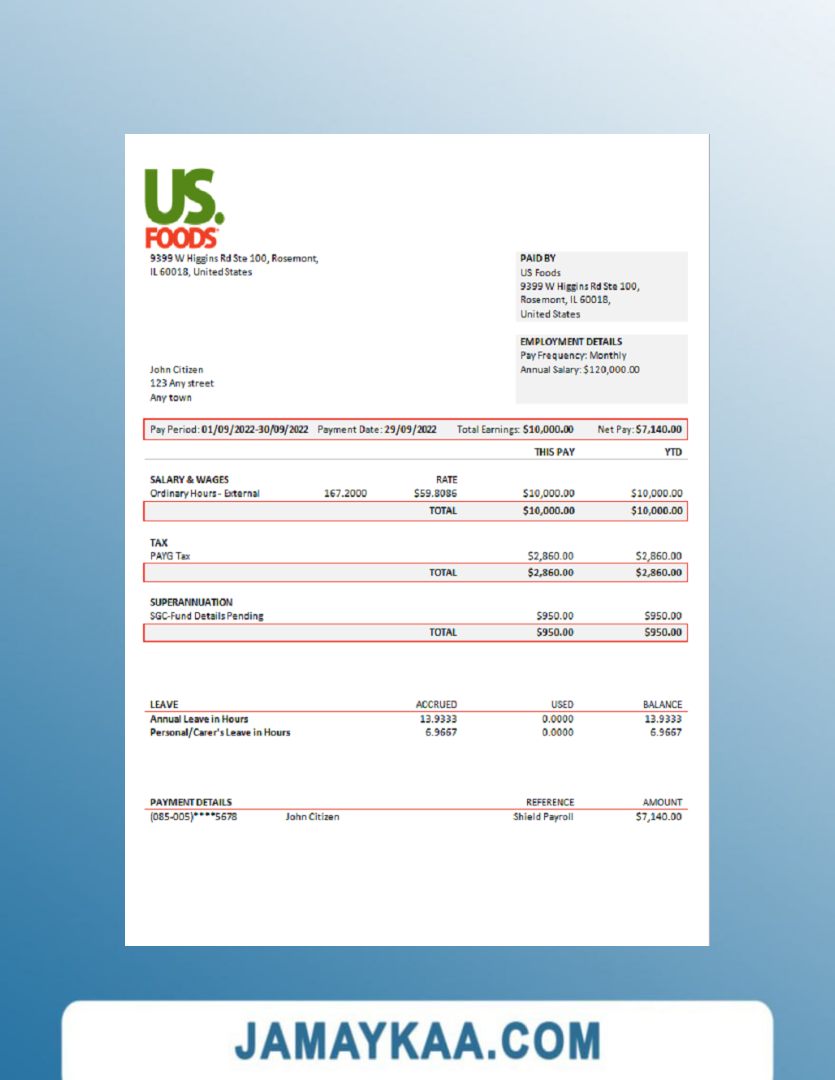 US.
FOODS
9399 W Higgins Rd Ste 100, Rosemont,
IL 60018, United States
PAID BY
US Foods
9399 W Higgins Rd Ste 100,
Rosemont, IL 60018,
United States
EMPLOYMENT DETAILS
Pay Frequency: Monthly
Annual Salary: $120,000.00
John Citizen
123 Any street
Any town
Pay Period: 01/09/2022-30/09/2022 Payment Date: 29/09/2022 Total Earnings: $10,000.00 Net Pay: $7,140.00
THIS PAY YTD
SALARY & WAGES RATE
Ordinary Hours - External 167.2000 $59.8086 $10,000.00 $10,000.00
TOTAL $10,000.00 $10,000.00
TAX
PAYG Tax $2,860.00 $2,860.00
TOTAL $2,860.00 $2,860.00
SUPERANNUATION
SGC-Fund Details Pending $950.00 $950.00
TOTAL $950.00 $950.00
LEAVE ACCRUED USED BALANCE
Annual Leave in Hours 13.9333 0.0000 13.9333
Personal/Carer's Leave in Hours 6.9667 0.0000 6.9667
PAYMENT DETAILS REFERENCE AMOUNT
(085-005)****5678 John Citizen Shield Payroll $7,140.00
JAMAYKAA.COM